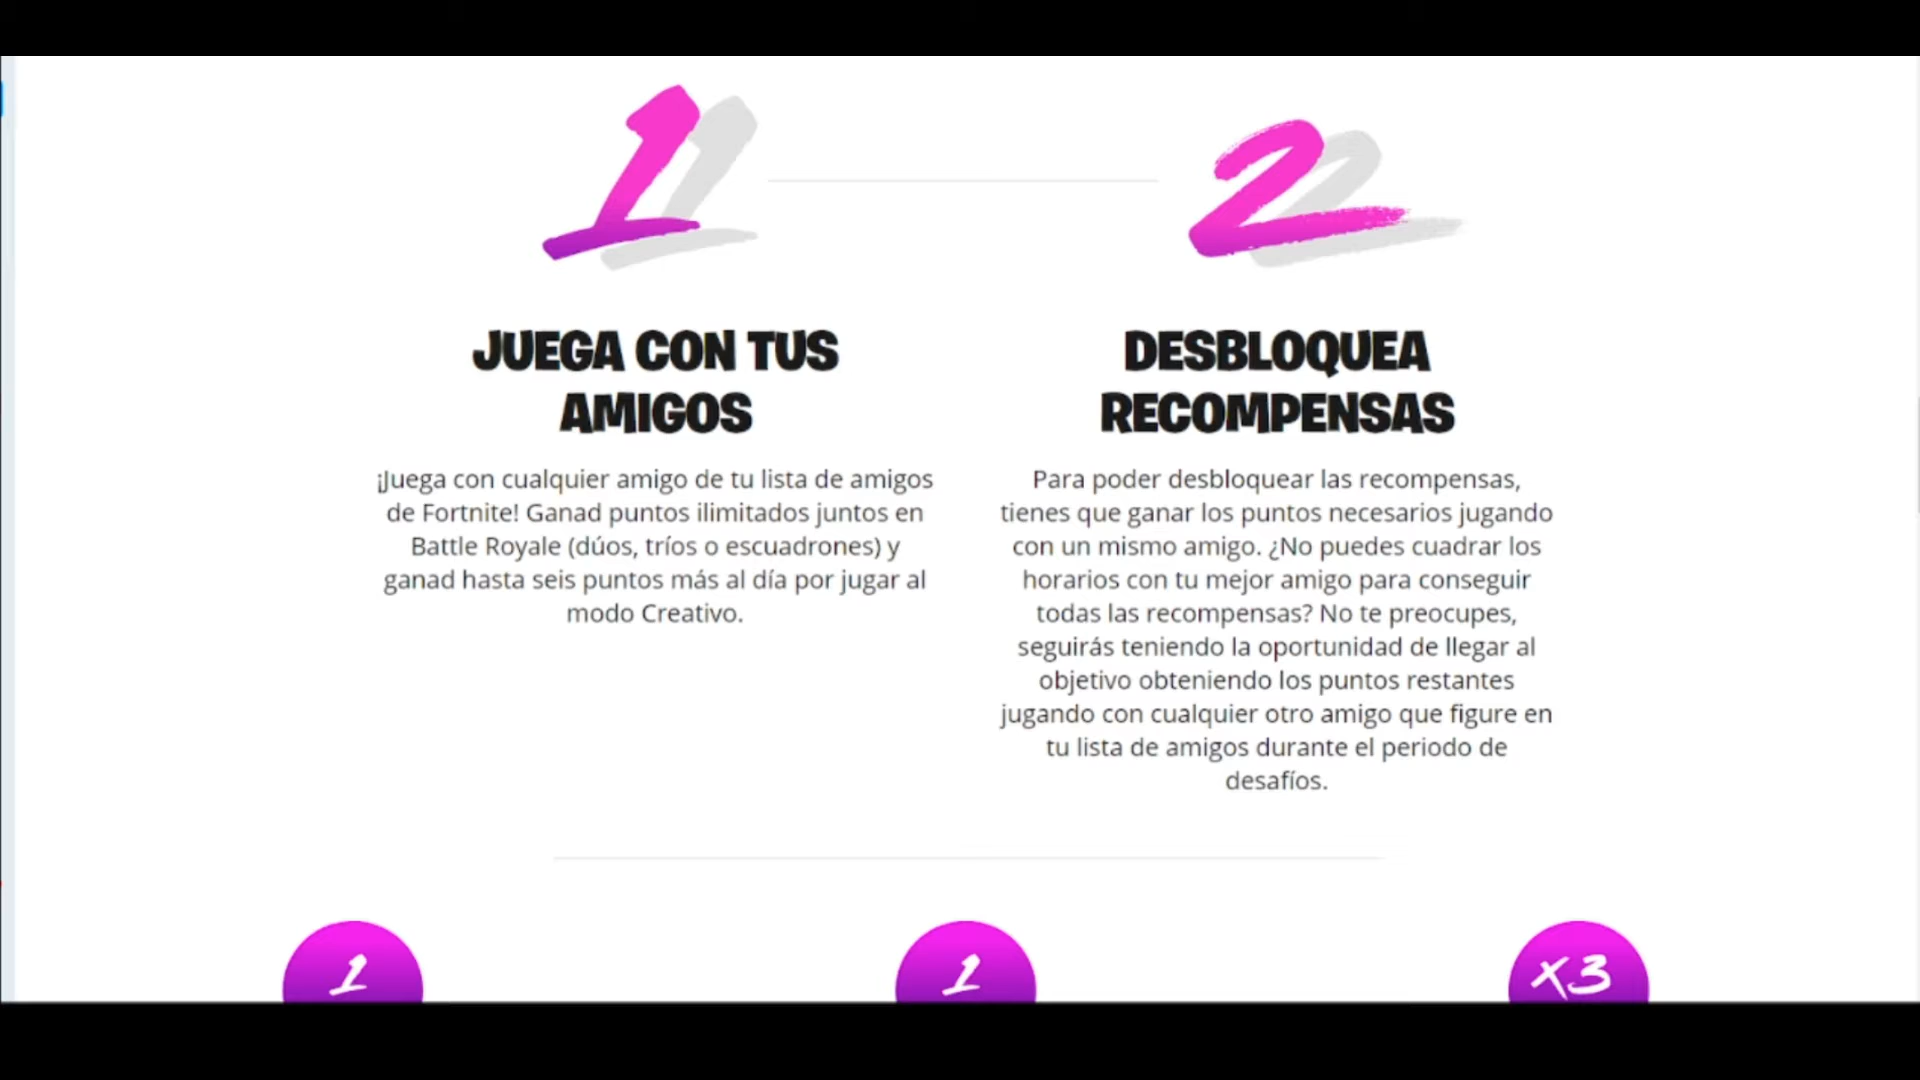 1
JUEGA CON TUS
AMIGOS
¡Juega con cualquier amigo de tu lista de amigos
de Fortnite! Ganad puntos ilimitados juntos en
Battle Royale (dúos, tríos o escuadrones) y
ganad hasta seis puntos más al día por jugar al
modo Creativo.
2
DESBLOQUEA
RECOMPENSAS
Para poder desbloquear las recompensas,
tienes que ganar los puntos necesarios jugando
con un mismo amigo. ¿No puedes cuadrar los
horarios con tu mejor amigo para conseguir
todas las recompensas? No te preocupes,
seguirás teniendo la oportunidad de llegar al
objetivo obteniendo los puntos restantes
jugando con cualquier otro amigo que figure en
tu lista de amigos durante el periodo de
desafíos.
1
1
X3